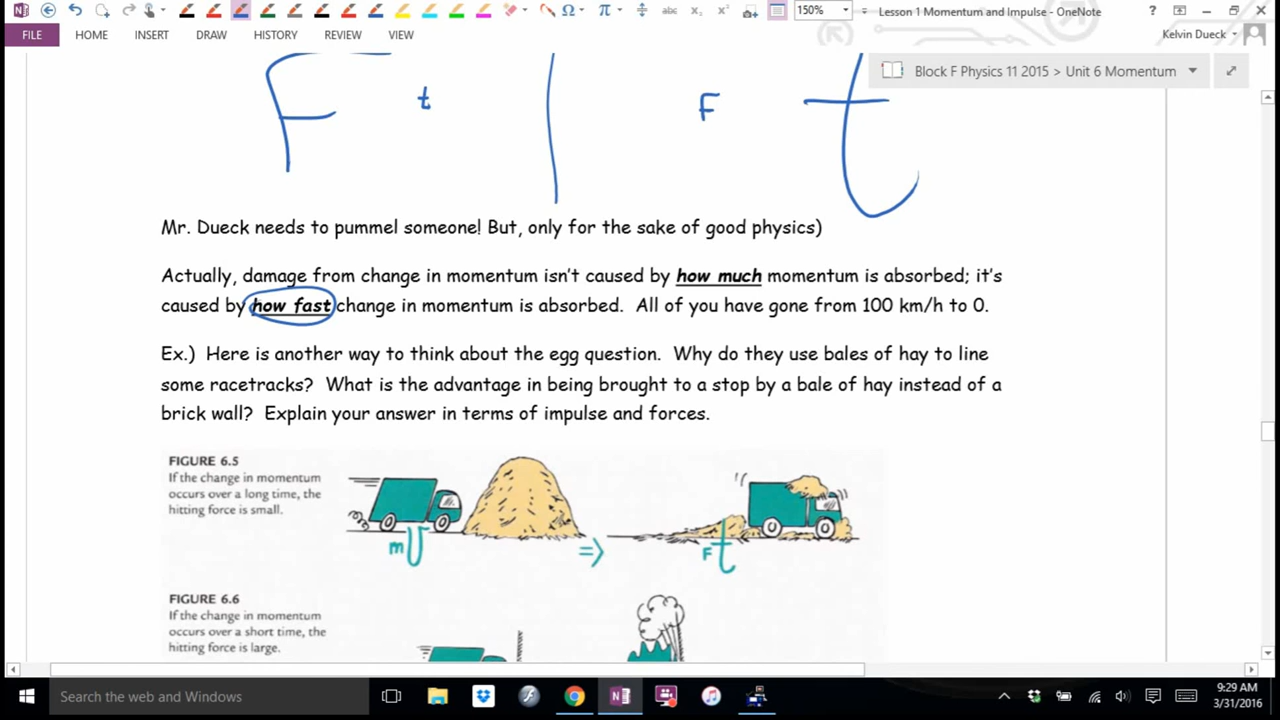 150%
Lesson 1 Momentum and Impulse - OneNote
FILE HOME INSERT DRAW HISTORY REVIEW VIEW
Kelvin Dueck
Block F Physics 11 2015 > Unit 6 Momentum
F t F t
Mr. Dueck needs to pummel someone! But, only for the sake of good physics)
Actually, damage from change in momentum isn't caused by how much momentum is absorbed; it's
caused by how fast change in momentum is absorbed. All of you have gone from 100 km/h to 0.
Ex.) Here is another way to think about the egg question. Why do they use bales of hay to line
some racetracks? What is the advantage in being brought to a stop by a bale of hay instead of a
brick wall? Explain your answer in terms of impulse and forces.
FIGURE 6.5
If the change in momentum
occurs over a long time, the
hitting force is small.
m v => F t
FIGURE 6.6
If the change in momentum
occurs over a short time, the
hitting force is large.
Search the web and Windows
9:29 AM
3/31/2016